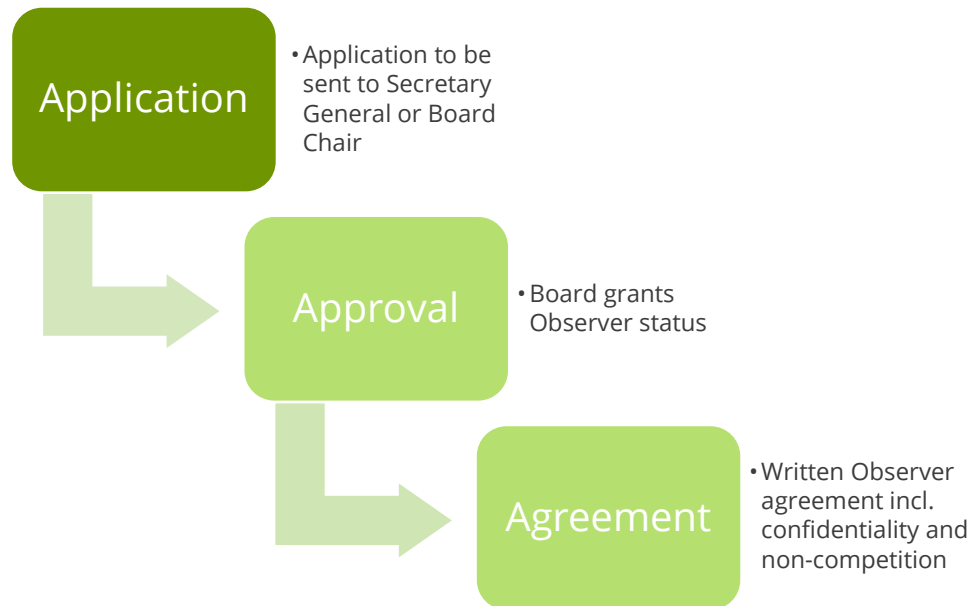 Application
• Application to be
sent to Secretary
General or Board
Chair
Approval
• Board grants
Observer status
Agreement
• Written Observer
agreement incl.
confidentiality and
non-competition